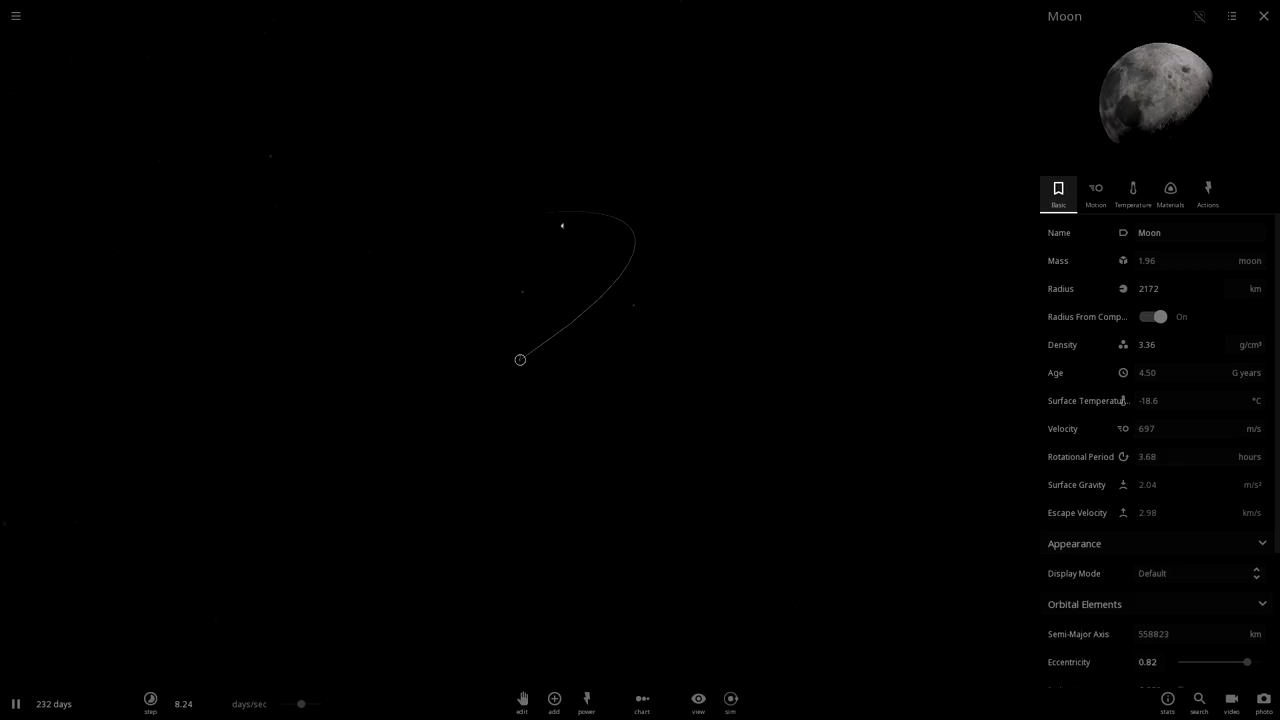 Moon
Basic Motion Temperature Materials Actions
Name Moon
Mass 1.96 moon
Radius 2172 km
Radius From Comp... On
Density 3.36 g/cm³
Age 4.50 G years
Surface Temperatu... -18.6 °C
Velocity 697 m/s
Rotational Period 3.68 hours
Surface Gravity 2.04 m/s²
Escape Velocity 2.98 km/s
Appearance
Display Mode Default
Orbital Elements
Semi-Major Axis 558823 km
Eccentricity 0.82
232 days step 8.24 days/sec edit add power chart view sim stats search video photo